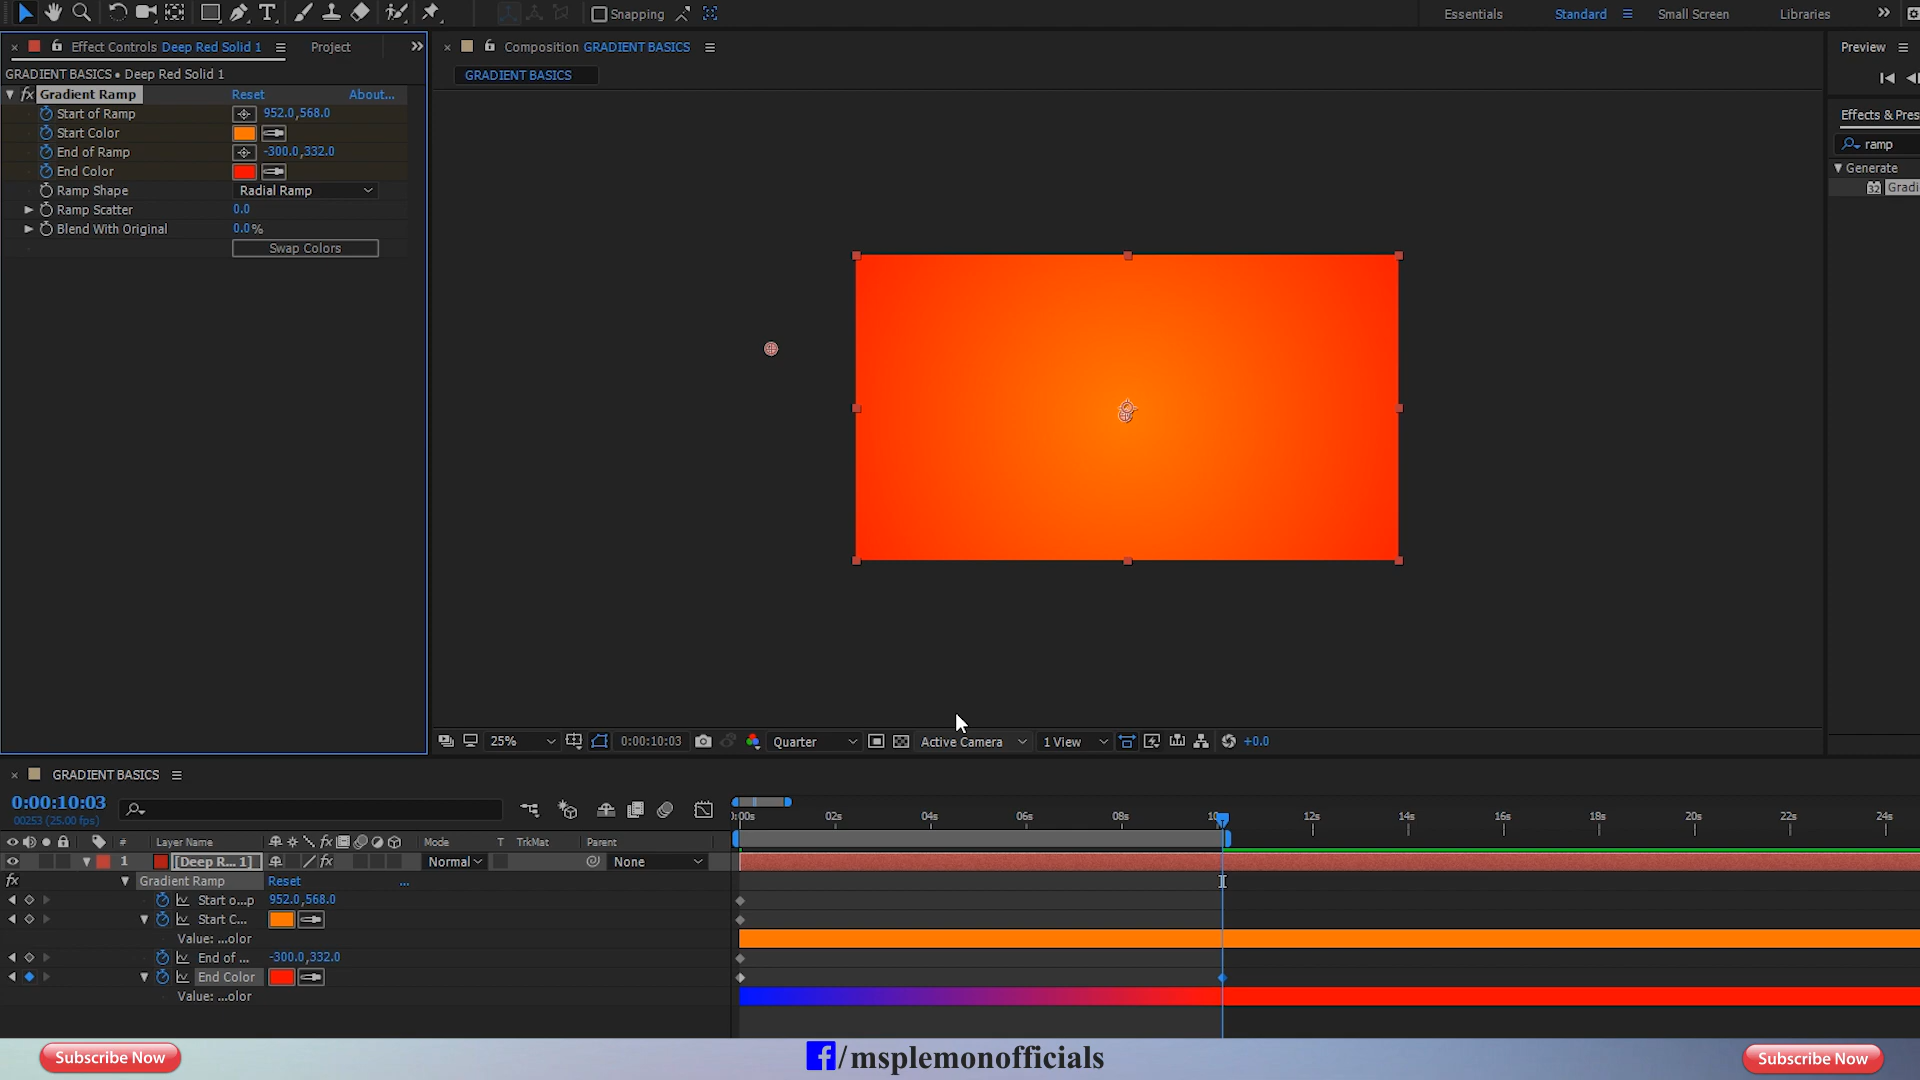 Snapping
Essentials
Standard
Small Screen
Libraries
Effect Controls Deep Red Solid 1
Project
Composition GRADIENT BASICS
Preview
GRADIENT BASICS • Deep Red Solid 1
GRADIENT BASICS
fx Gradient Ramp Reset About...
Start of Ramp 952.0,568.0
Start Color
End of Ramp -300.0,332.0
End Color
Ramp Shape Radial Ramp
Ramp Scatter 0.0
Blend With Original 0.0%
Swap Colors
Effects & Pres
ramp
Generate
32 Gradi
25%
0:00:10:03
Quarter
Active Camera
1 View
+0.0
GRADIENT BASICS
0:00:10:03
00253 (25.00 fps)
:00s 02s 04s 06s 08s 10 12s 14s 16s 18s 20s 22s 24s
# Layer Name fx Mode T TrkMat Parent
1 [Deep R... 1] fx Normal None
fx Gradient Ramp Reset ...
Start o...p 952.0,568.0
Start C...
Value: ...olor
End of ... -300.0,332.0
End Color
Value: ...olor
Subscribe Now
f/msplemonofficials
Subscribe Now